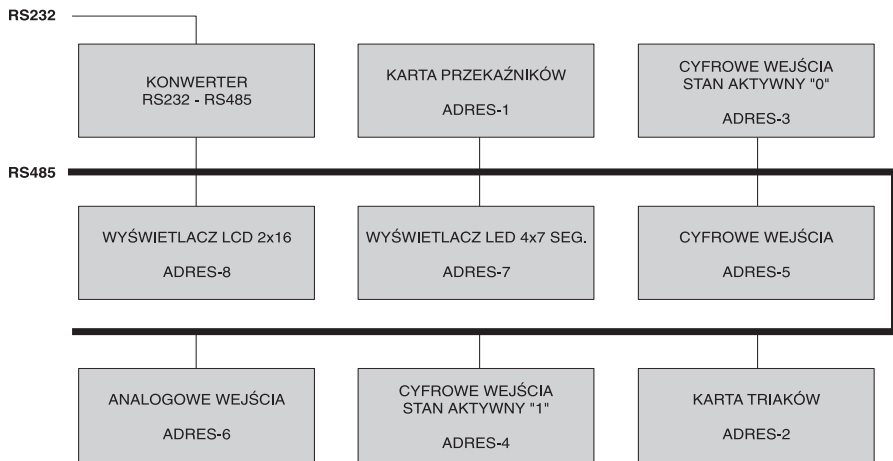 RS232
KONWERTER
RS232 - RS485
KARTA PRZEKAŹNIKÓW
ADRES-1
CYFROWE WEJŚCIA
STAN AKTYWNY "0"
ADRES-3
RS485
WYŚWIETLACZ LCD 2x16
ADRES-8
WYŚWIETLACZ LED 4x7 SEG.
ADRES-7
CYFROWE WEJŚCIA
ADRES-5
ANALOGOWE WEJŚCIA
ADRES-6
CYFROWE WEJŚCIA
STAN AKTYWNY "1"
ADRES-4
KARTA TRIAKÓW
ADRES-2